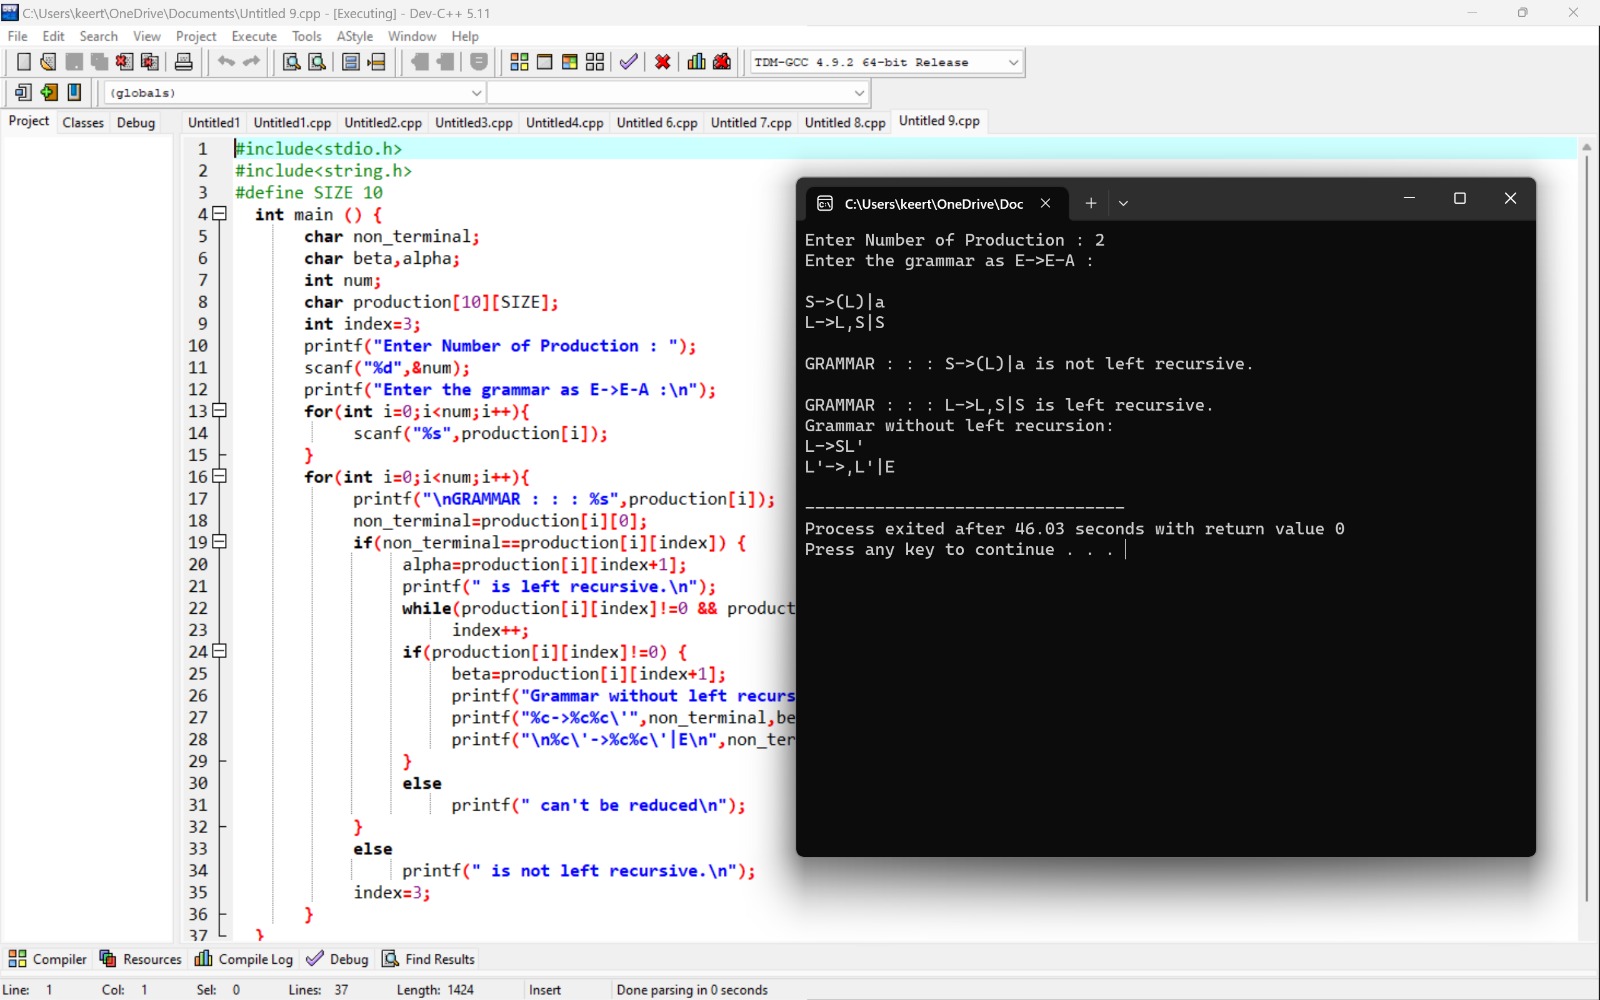 C:\Users\keert\OneDrive\Documents\Untitled 9.cpp - [Executing] - Dev-C++ 5.11
File Edit Search View Project Execute Tools AStyle Window Help
TDM-GCC 4.9.2 64-bit Release
(globals)
Project Classes Debug
Untitled1 Untitled1.cpp Untitled2.cpp Untitled3.cpp Untitled4.cpp Untitled 6.cpp Untitled 7.cpp Untitled 8.cpp Untitled 9.cpp
1 #include<stdio.h>
2 #include<string.h>
3 #define SIZE 10
4 int main () {
5 char non_terminal;
6 char beta,alpha;
7 int num;
8 char production[10][SIZE];
9 int index=3;
10 printf("Enter Number of Production : ");
11 scanf("%d",&num);
12 printf("Enter the grammar as E->E-A :\n");
13 for(int i=0;i<num;i++){
14 scanf("%s",production[i]);
15 }
16 for(int i=0;i<num;i++){
17 printf("\nGRAMMAR : : : %s",production[i]);
18 non_terminal=production[i][0];
19 if(non_terminal==production[i][index]) {
20 alpha=production[i][index+1];
21 printf(" is left recursive.\n");
22 while(production[i][index]!=0 && product
23 index++;
24 if(production[i][index]!=0) {
25 beta=production[i][index+1];
26 printf("Grammar without left recurs
27 printf("%c->%c%c\'",non_terminal,be
28 printf("\n%c\'->%c%c\'|E\n",non_ter
29 }
30 else
31 printf(" can't be reduced\n");
32 }
33 else
34 printf(" is not left recursive.\n");
35 index=3;
36 }
37 }
C:\Users\keert\OneDrive\Doc
Enter Number of Production : 2
Enter the grammar as E->E-A :
S->(L)|a
L->L,S|S
GRAMMAR : : : S->(L)|a is not left recursive.
GRAMMAR : : : L->L,S|S is left recursive.
Grammar without left recursion:
L->SL'
L'->,L'|E
--------------------------------
Process exited after 46.03 seconds with return value 0
Press any key to continue . . .
Compiler Resources Compile Log Debug Find Results
Line: 1 Col: 1 Sel: 0 Lines: 37 Length: 1424 Insert Done parsing in 0 seconds